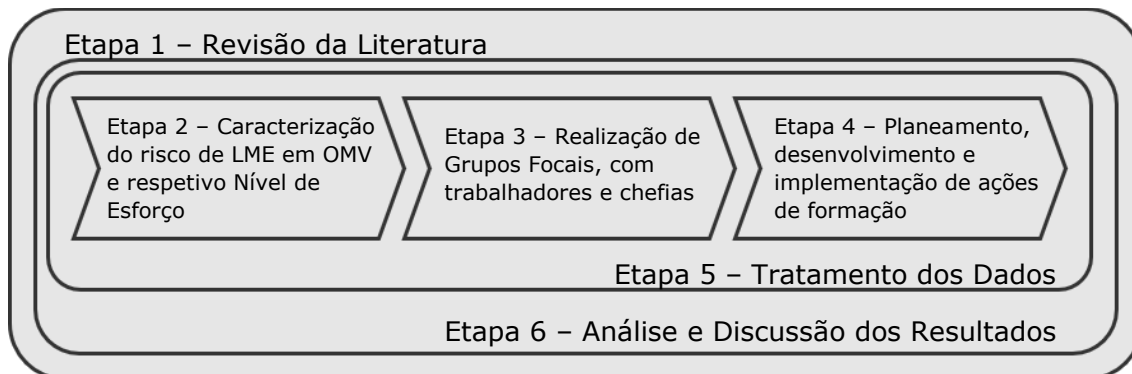 Etapa 1 – Revisão da Literatura
Etapa 2 – Caracterização
do risco de LME em OMV
e respetivo Nível de
Esforço
Etapa 3 – Realização de
Grupos Focais, com
trabalhadores e chefias
Etapa 4 – Planeamento,
desenvolvimento e
implementação de ações
de formação
Etapa 5 – Tratamento dos Dados
Etapa 6 – Análise e Discussão dos Resultados